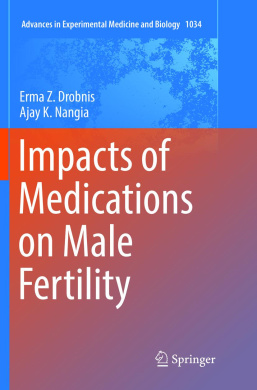 Advances in Experimental Medicine and Biology 1034
Erma Z. Drobnis
Ajay K. Nangia
Impacts of
Medications
on Male
Fertility
Springer